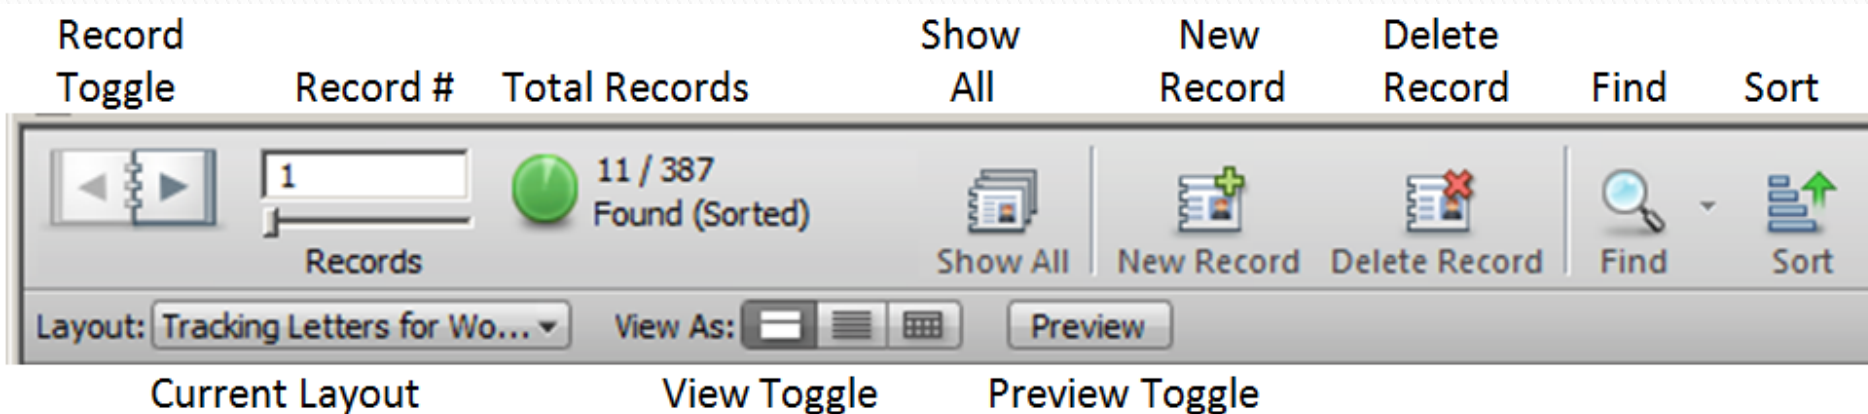 Record Toggle
Record #
Total Records
Show All
New Record
Delete Record
Find
Sort
1
Records
11 / 387
Found (Sorted)
Show All
New Record
Delete Record
Find
Sort
Layout: Tracking Letters for Wo...
View As:
Preview
Current Layout
View Toggle
Preview Toggle